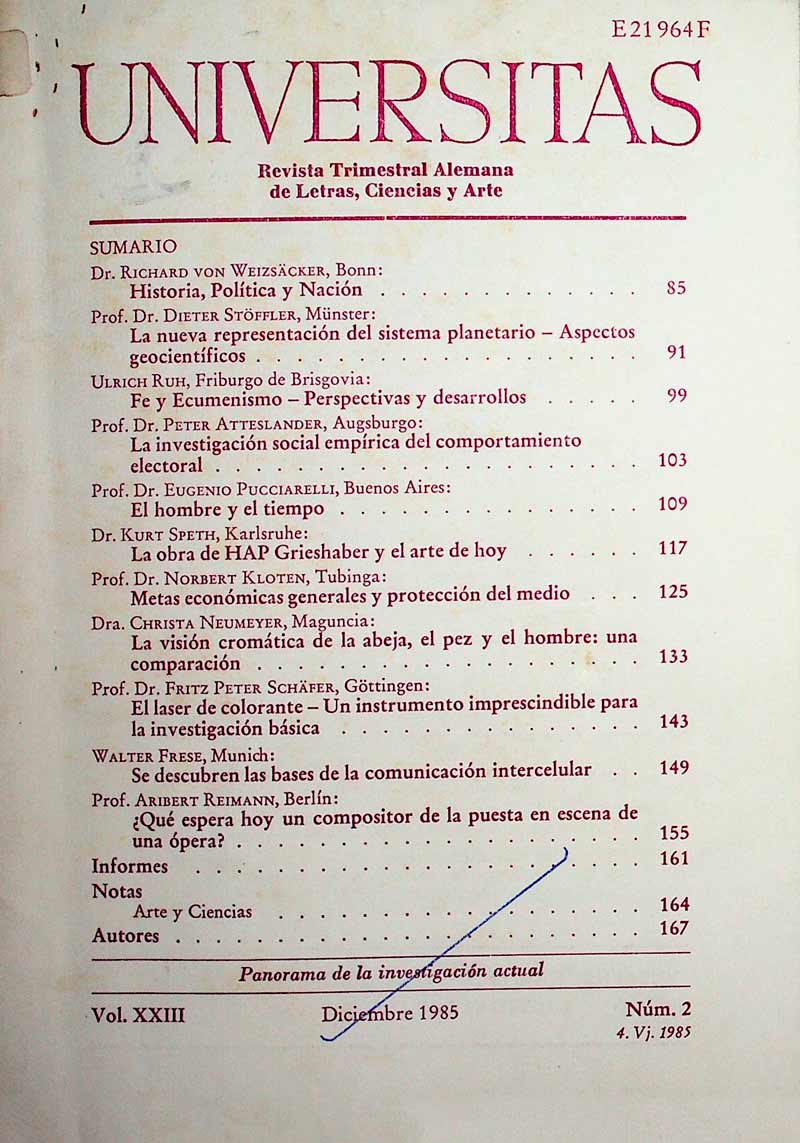 E21964F
UNIVERSITAS
Revista Trimestral Alemana
de Letras, Ciencias y Arte
SUMARIO
Dr. RICHARD VON WEIZSÄCKER, Bonn:
Historia, Política y Nación . . . . . . . . . . . . . 85
Prof. Dr. DIETER STÖFFLER, Münster:
La nueva representación del sistema planetario – Aspectos
geocientíficos . . . . . . . . . . . . . . . . . . 91
ULRICH RUH, Friburgo de Brisgovia:
Fe y Ecumenismo – Perspectivas y desarrollos . . . . . 99
Prof. Dr. PETER ATTESLANDER, Augsburgo:
La investigación social empírica del comportamiento
electoral . . . . . . . . . . . . . . . . . . . . 103
Prof. Dr. EUGENIO PUCCIARELLI, Buenos Aires:
El hombre y el tiempo . . . . . . . . . . . . . . 109
Dr. KURT SPETH, Karlsruhe:
La obra de HAP Grieshaber y el arte de hoy . . . . . . 117
Prof. Dr. NORBERT KLOTEN, Tubinga:
Metas económicas generales y protección del medio . . . 125
Dra. CHRISTA NEUMEYER, Maguncia:
La visión cromática de la abeja, el pez y el hombre: una
comparación . . . . . . . . . . . . . . . . . . 133
Prof. Dr. FRITZ PETER SCHÄFER, Göttingen:
El laser de colorante – Un instrumento imprescindible para
la investigación básica . . . . . . . . . . . . . . 143
WALTER FRESE, Munich:
Se descubren las bases de la comunicación intercelular . . 149
Prof. ARIBERT REIMANN, Berlín:
¿Qué espera hoy un compositor de la puesta en escena de
una ópera? . . . . . . . . . . . . . . . . . . . 155
Informes . . . . . . . . . . . . . . . . . . . . . 161
Notas
Arte y Ciencias . . . . . . . . . . . . . . . . . 164
Autores . . . . . . . . . . . . . . . . . . . . . . 167
Panorama de la investigación actual
Vol. XXIII Diciembre 1985 Núm. 2
4. Vj. 1985